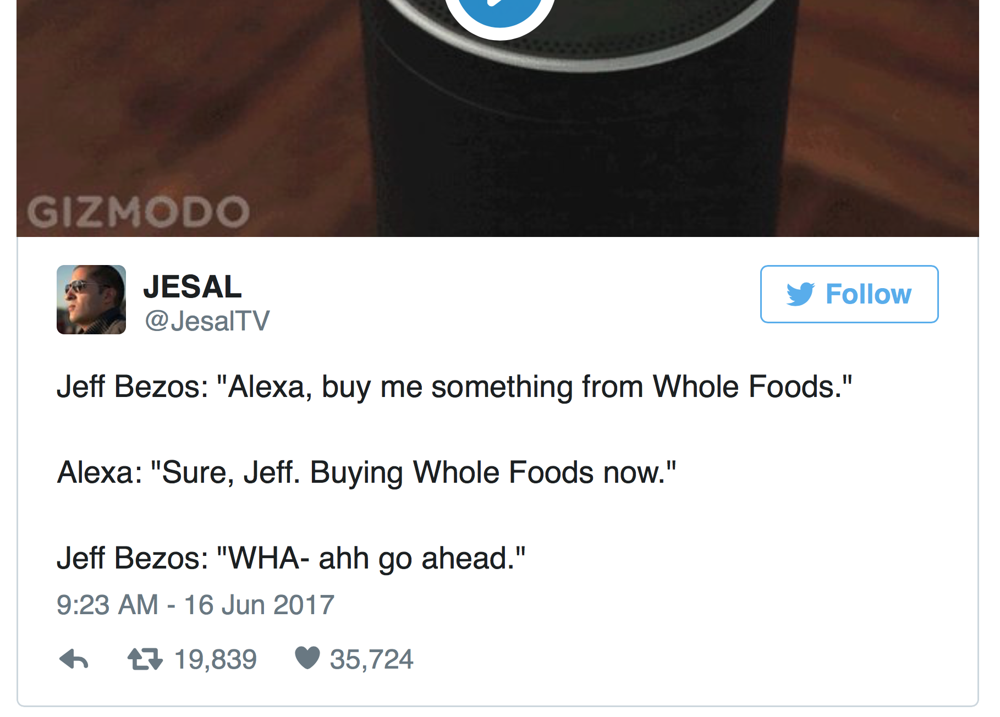 GIZMODO
JESAL
@JesalTV
Follow
Jeff Bezos: "Alexa, buy me something from Whole Foods."
Alexa: "Sure, Jeff. Buying Whole Foods now."
Jeff Bezos: "WHA- ahh go ahead."
9:23 AM - 16 Jun 2017
19,839 35,724